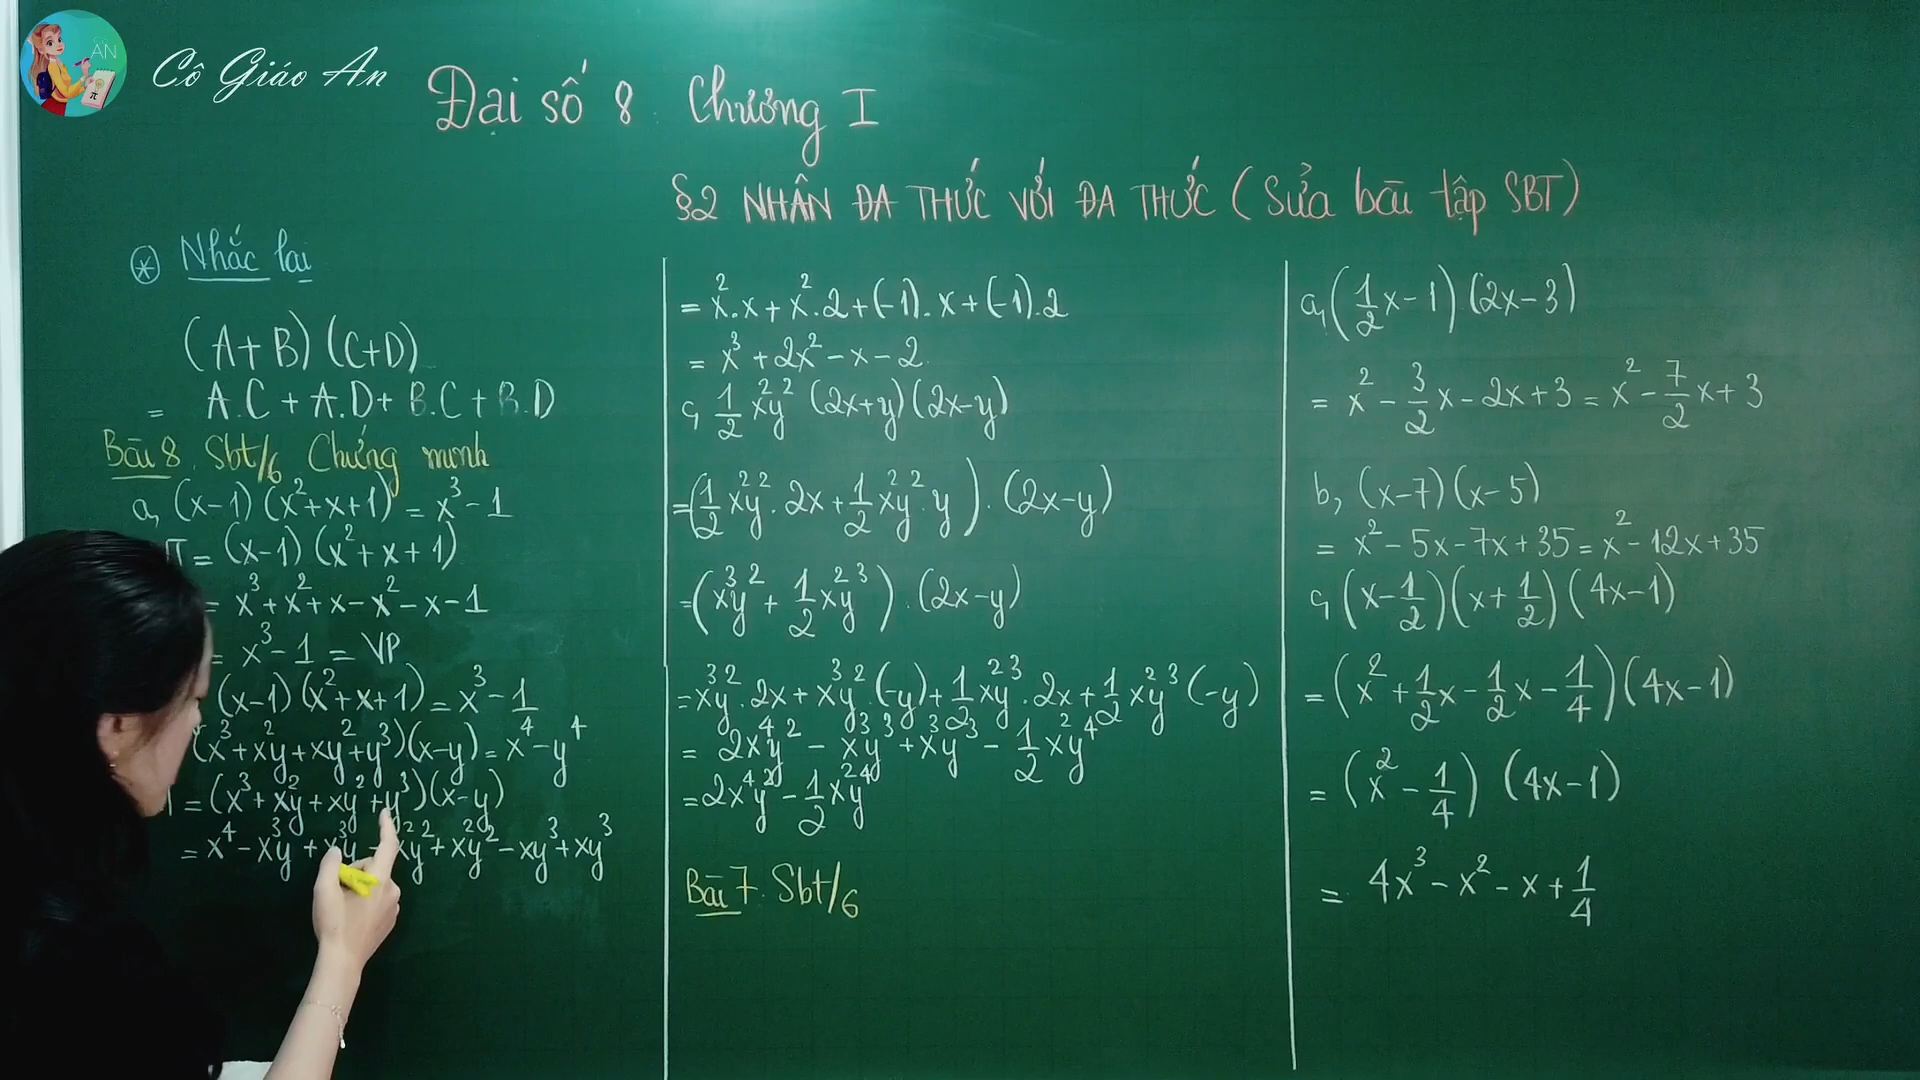 AN
Cô Giáo An
Đại số 8 Chương I
§2 NHÂN ĐA THỨC VỚI ĐA THỨC (Sửa bài tập SBT)
⊛ Nhắc lại
(A+B) (C+D)
= A.C + A.D + B.C + B.D
Bài 8. Sbt/6 Chứng minh
a, (x-1) (x²+x+1) = x³-1
= (x-1) (x²+x+1)
= x³+x²+x-x²-x-1
= x³-1 = VP
(x-1) (x²+x+1) = x³-1
(x³+x²y+xy²+y³)(x-y) = x⁴-y⁴
= (x³+x²y+xy²+y³)(x-y)
= x⁴-x³y+x³y-x²y²+x²y²-xy³+xy³
= x².x+x².2+(-1).x+(-1).2
= x³+2x²-x-2.
c, 1/2 x²y² (2x+y)(2x-y)
= (1/2 x²y².2x+1/2 x²y².y).(2x-y)
= (x³y²+1/2 x²y³).(2x-y)
= x³y².2x+x³y²(-y)+1/2 x²y³.2x+1/2 x²y³(-y)
= 2x⁴y²-x³y³+x³y³-1/2 x²y⁴
= 2x⁴y²-1/2 x²y⁴
Bài 7. Sbt/6
a, (1/2 x-1) (2x-3)
= x²-3/2 x-2x+3 = x²-7/2 x+3
b, (x-7)(x-5)
= x²-5x-7x+35 = x²-12x+35
c, (x-1/2)(x+1/2)(4x-1)
= (x²+1/2 x-1/2 x-1/4)(4x-1)
= (x²-1/4) (4x-1)
= 4x³-x²-x+1/4